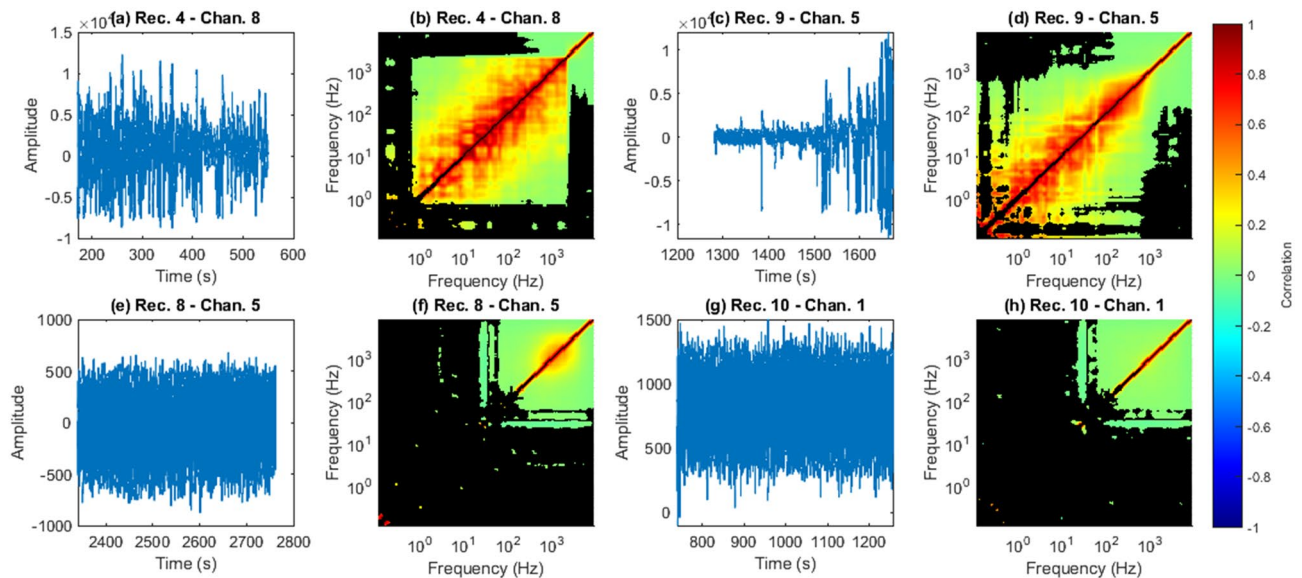 (a) Rec. 4 - Chan. 8
×10⁴
1.5
1
0.5
0
-0.5
-1
200 300 400 500 600
Amplitude
Time (s)
(b) Rec. 4 - Chan. 8
10³
10²
10¹
10⁰
10⁰ 10¹ 10² 10³
Frequency (Hz)
Frequency (Hz)
(c) Rec. 9 - Chan. 5
1
0.5
0
-0.5
-1
1200 1300 1400 1500 1600
Amplitude
Time (s)
(d) Rec. 9 - Chan. 5
10³
10²
10¹
10⁰
10⁰ 10¹ 10² 10³
Frequency (Hz)
Frequency (Hz)
(e) Rec. 8 - Chan. 5
1000
500
0
-500
-1000
2400 2500 2600 2700 2800
Amplitude
Time (s)
(f) Rec. 8 - Chan. 5
10³
10²
10¹
10⁰
10⁰ 10¹ 10² 10³
Frequency (Hz)
Frequency (Hz)
(g) Rec. 10 - Chan. 1
1500
1000
500
0
800 900 1000 1100 1200
Amplitude
Time (s)
(h) Rec. 10 - Chan. 1
10³
10²
10¹
10⁰
10⁰ 10¹ 10² 10³
Frequency (Hz)
Frequency (Hz)
1
0.8
0.6
0.4
0.2
0
-0.2
-0.4
-0.6
-0.8
-1
Correlation